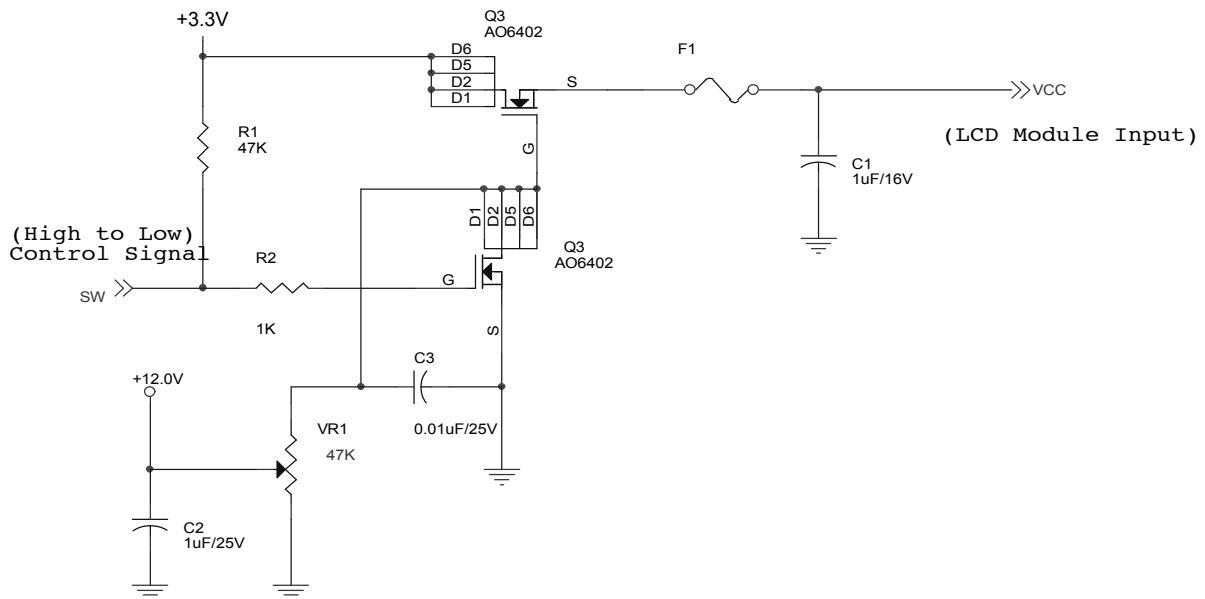 +3.3V
Q3
AO6402
D6
D5
D2
D1
S
F1
VCC
(LCD Module Input)
R1
47K
G
C1
1uF/16V
D1
D2
D5
D6
(High to Low)
Control Signal
Q3
AO6402
R2
G
SW
1K
S
C3
+12.0V
VR1
47K
0.01uF/25V
C2
1uF/25V